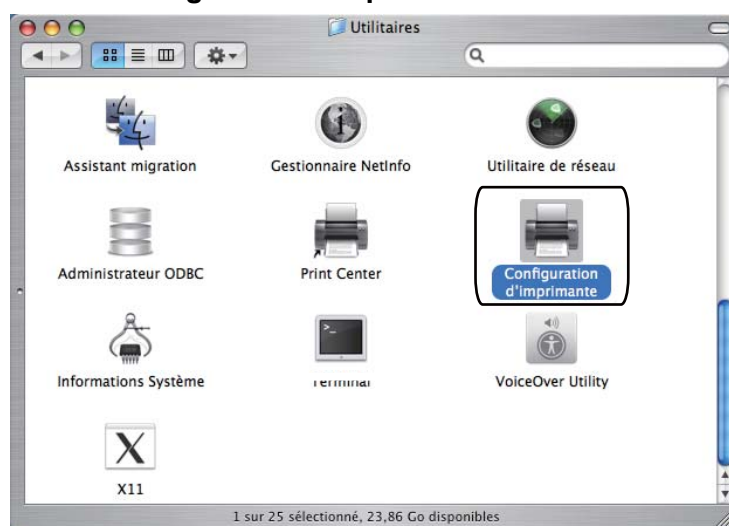 Utilitaires
Assistant migration
Gestionnaire NetInfo
Utilitaire de réseau
Administrateur ODBC
Print Center
Configuration
d'imprimante
Informations Système
Terminal
VoiceOver Utility
X11
1 sur 25 sélectionné, 23,86 Go disponibles